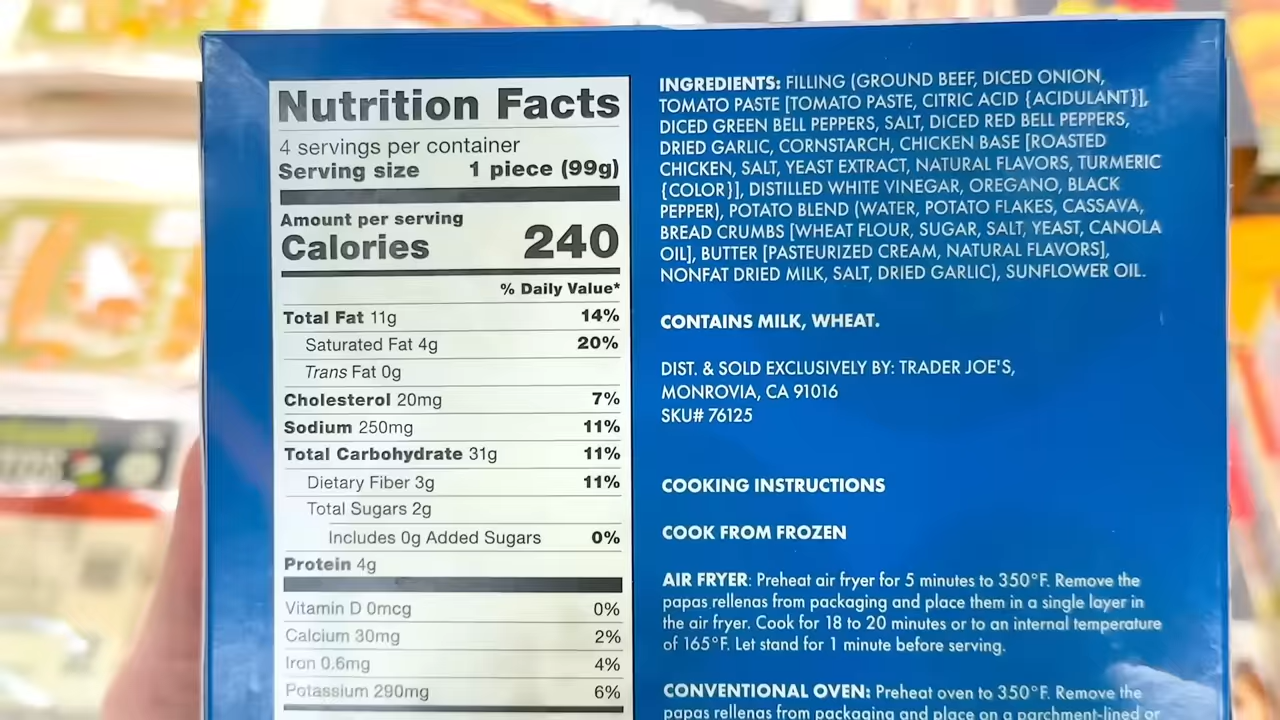 Nutrition Facts
4 servings per container
Serving size 1 piece (99g)
Amount per serving
Calories 240
% Daily Value*
Total Fat 11g 14%
Saturated Fat 4g 20%
Trans Fat 0g
Cholesterol 20mg 7%
Sodium 250mg 11%
Total Carbohydrate 31g 11%
Dietary Fiber 3g 11%
Total Sugars 2g
Includes 0g Added Sugars 0%
Protein 4g
Vitamin D 0mcg 0%
Calcium 30mg 2%
Iron 0.6mg 4%
Potassium 290mg 6%
INGREDIENTS: FILLING (GROUND BEEF, DICED ONION,
TOMATO PASTE [TOMATO PASTE, CITRIC ACID {ACIDULANT}],
DICED GREEN BELL PEPPERS, SALT, DICED RED BELL PEPPERS,
DRIED GARLIC, CORNSTARCH, CHICKEN BASE [ROASTED
CHICKEN, SALT, YEAST EXTRACT, NATURAL FLAVORS, TURMERIC
{COLOR}], DISTILLED WHITE VINEGAR, OREGANO, BLACK
PEPPER), POTATO BLEND (WATER, POTATO FLAKES, CASSAVA,
BREAD CRUMBS [WHEAT FLOUR, SUGAR, SALT, YEAST, CANOLA
OIL], BUTTER [PASTEURIZED CREAM, NATURAL FLAVORS],
NONFAT DRIED MILK, SALT, DRIED GARLIC), SUNFLOWER OIL.
CONTAINS MILK, WHEAT.
DIST. & SOLD EXCLUSIVELY BY: TRADER JOE'S,
MONROVIA, CA 91016
SKU# 76125
COOKING INSTRUCTIONS
COOK FROM FROZEN
AIR FRYER: Preheat air fryer for 5 minutes to 350°F. Remove the
papas rellenas from packaging and place them in a single layer in
the air fryer. Cook for 18 to 20 minutes or to an internal temperature
of 165°F. Let stand for 1 minute before serving.
CONVENTIONAL OVEN: Preheat oven to 350°F. Remove the
papas rellenas from packaging and place on a parchment-lined or